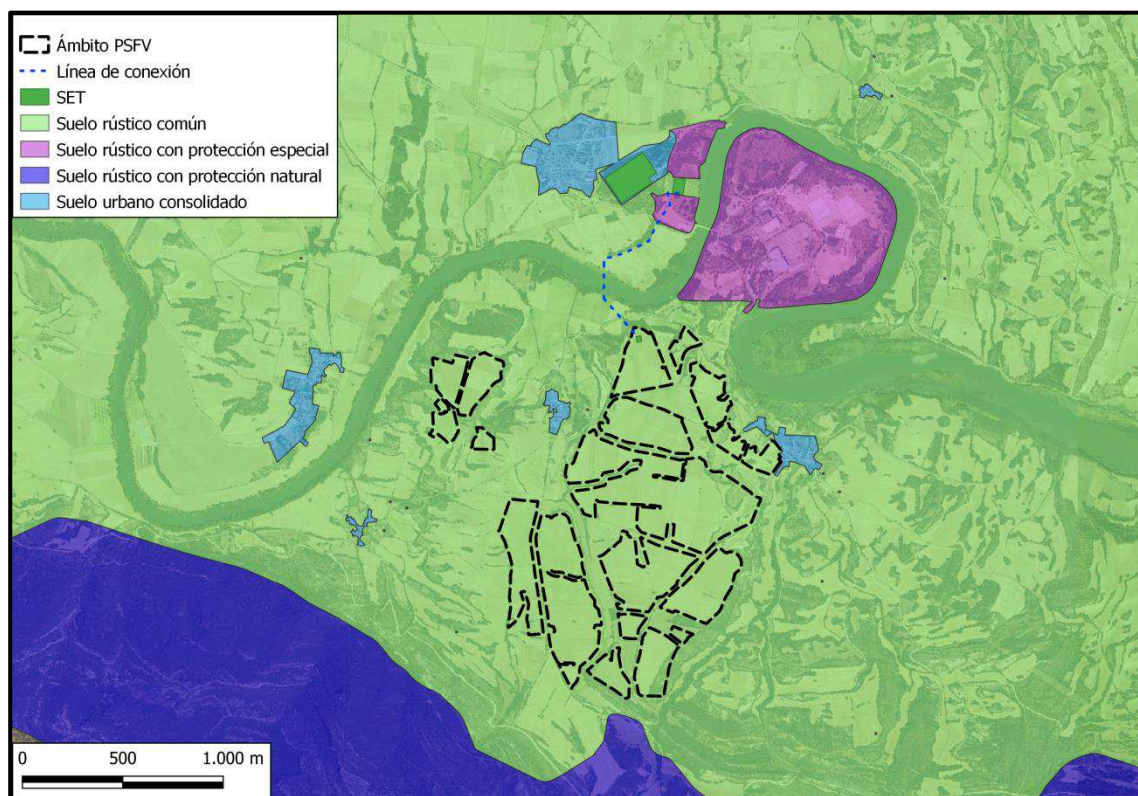 Ámbito PSFV
Línea de conexión
SET
Suelo rústico común
Suelo rústico con protección especial
Suelo rústico con protección natural
Suelo urbano consolidado
0 500 1.000 m